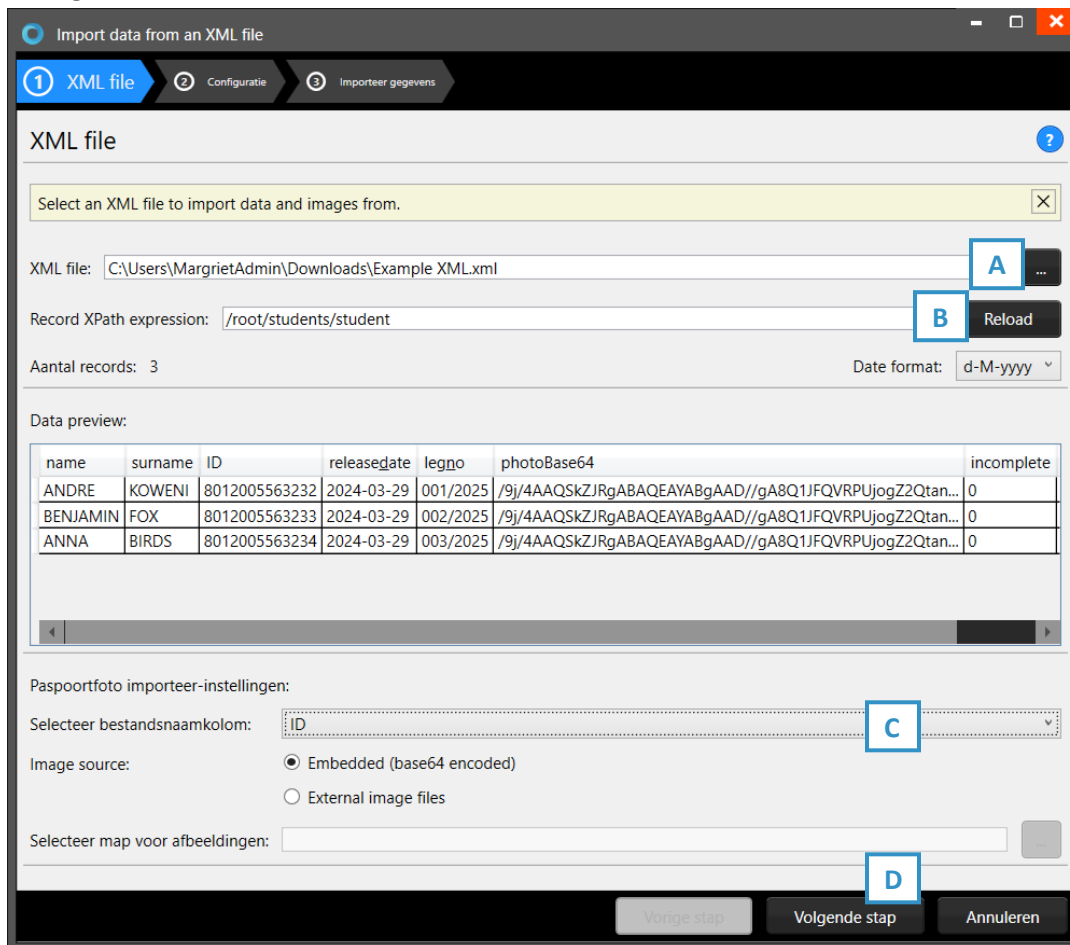 Import data from an XML file
1 XML file 2 Configuratie 3 Importeer gegevens
XML file ?
Select an XML file to import data and images from.
XML file: C:\Users\MargrietAdmin\Downloads\Example XML.xml A ...
Record XPath expression: /root/students/student B Reload
Aantal records: 3 Date format: d-M-yyyy
Data preview:
name surname ID releasedate legno photoBase64 incomplete
ANDRE KOWENI 8012005563232 2024-03-29 001/2025 /9j/4AAQSkZJRgABAQEAYABgAAD//gA8Q1JFQVRPUjogZ2Qtan... 0
BENJAMIN FOX 8012005563233 2024-03-29 002/2025 /9j/4AAQSkZJRgABAQEAYABgAAD//gA8Q1JFQVRPUjogZ2Qtan... 0
ANNA BIRDS 8012005563234 2024-03-29 003/2025 /9j/4AAQSkZJRgABAQEAYABgAAD//gA8Q1JFQVRPUjogZ2Qtan... 0
Paspoortfoto importeer-instellingen:
Selecteer bestandsnaamkolom: ID C
Image source: Embedded (base64 encoded)
External image files
Selecteer map voor afbeeldingen: ...
D
Vorige stap Volgende stap Annuleren